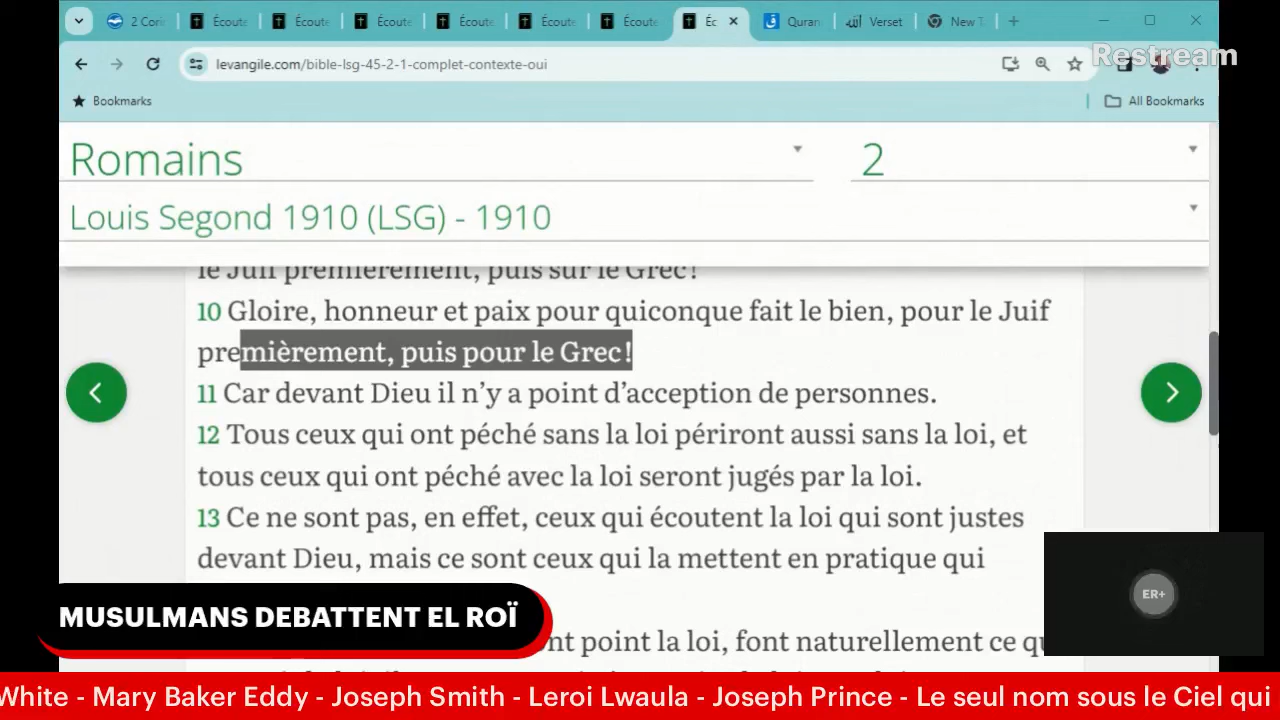 2 Cori
Écoute
Écoute
Écoute
Écoute
Écoute
Écoute
Éc
Quran
Verset
New T
levangile.com/bible-lsg-45-2-1-complet-contexte-oui
Restream
Bookmarks
All Bookmarks
Romains
2
Louis Segond 1910 (LSG) - 1910
le Juif premièrement, puis sur le Grec!
10 Gloire, honneur et paix pour quiconque fait le bien, pour le Juif
premièrement, puis pour le Grec!
11 Car devant Dieu il n’y a point d’acception de personnes.
12 Tous ceux qui ont péché sans la loi périront aussi sans la loi, et
tous ceux qui ont péché avec la loi seront jugés par la loi.
13 Ce ne sont pas, en effet, ceux qui écoutent la loi qui sont justes
devant Dieu, mais ce sont ceux qui la mettent en pratique qui
ER+
MUSULMANS DEBATTENT EL ROÏ
nt point la loi, font naturellement ce qu
White - Mary Baker Eddy - Joseph Smith - Leroi Lwaula - Joseph Prince - Le seul nom sous le Ciel qui